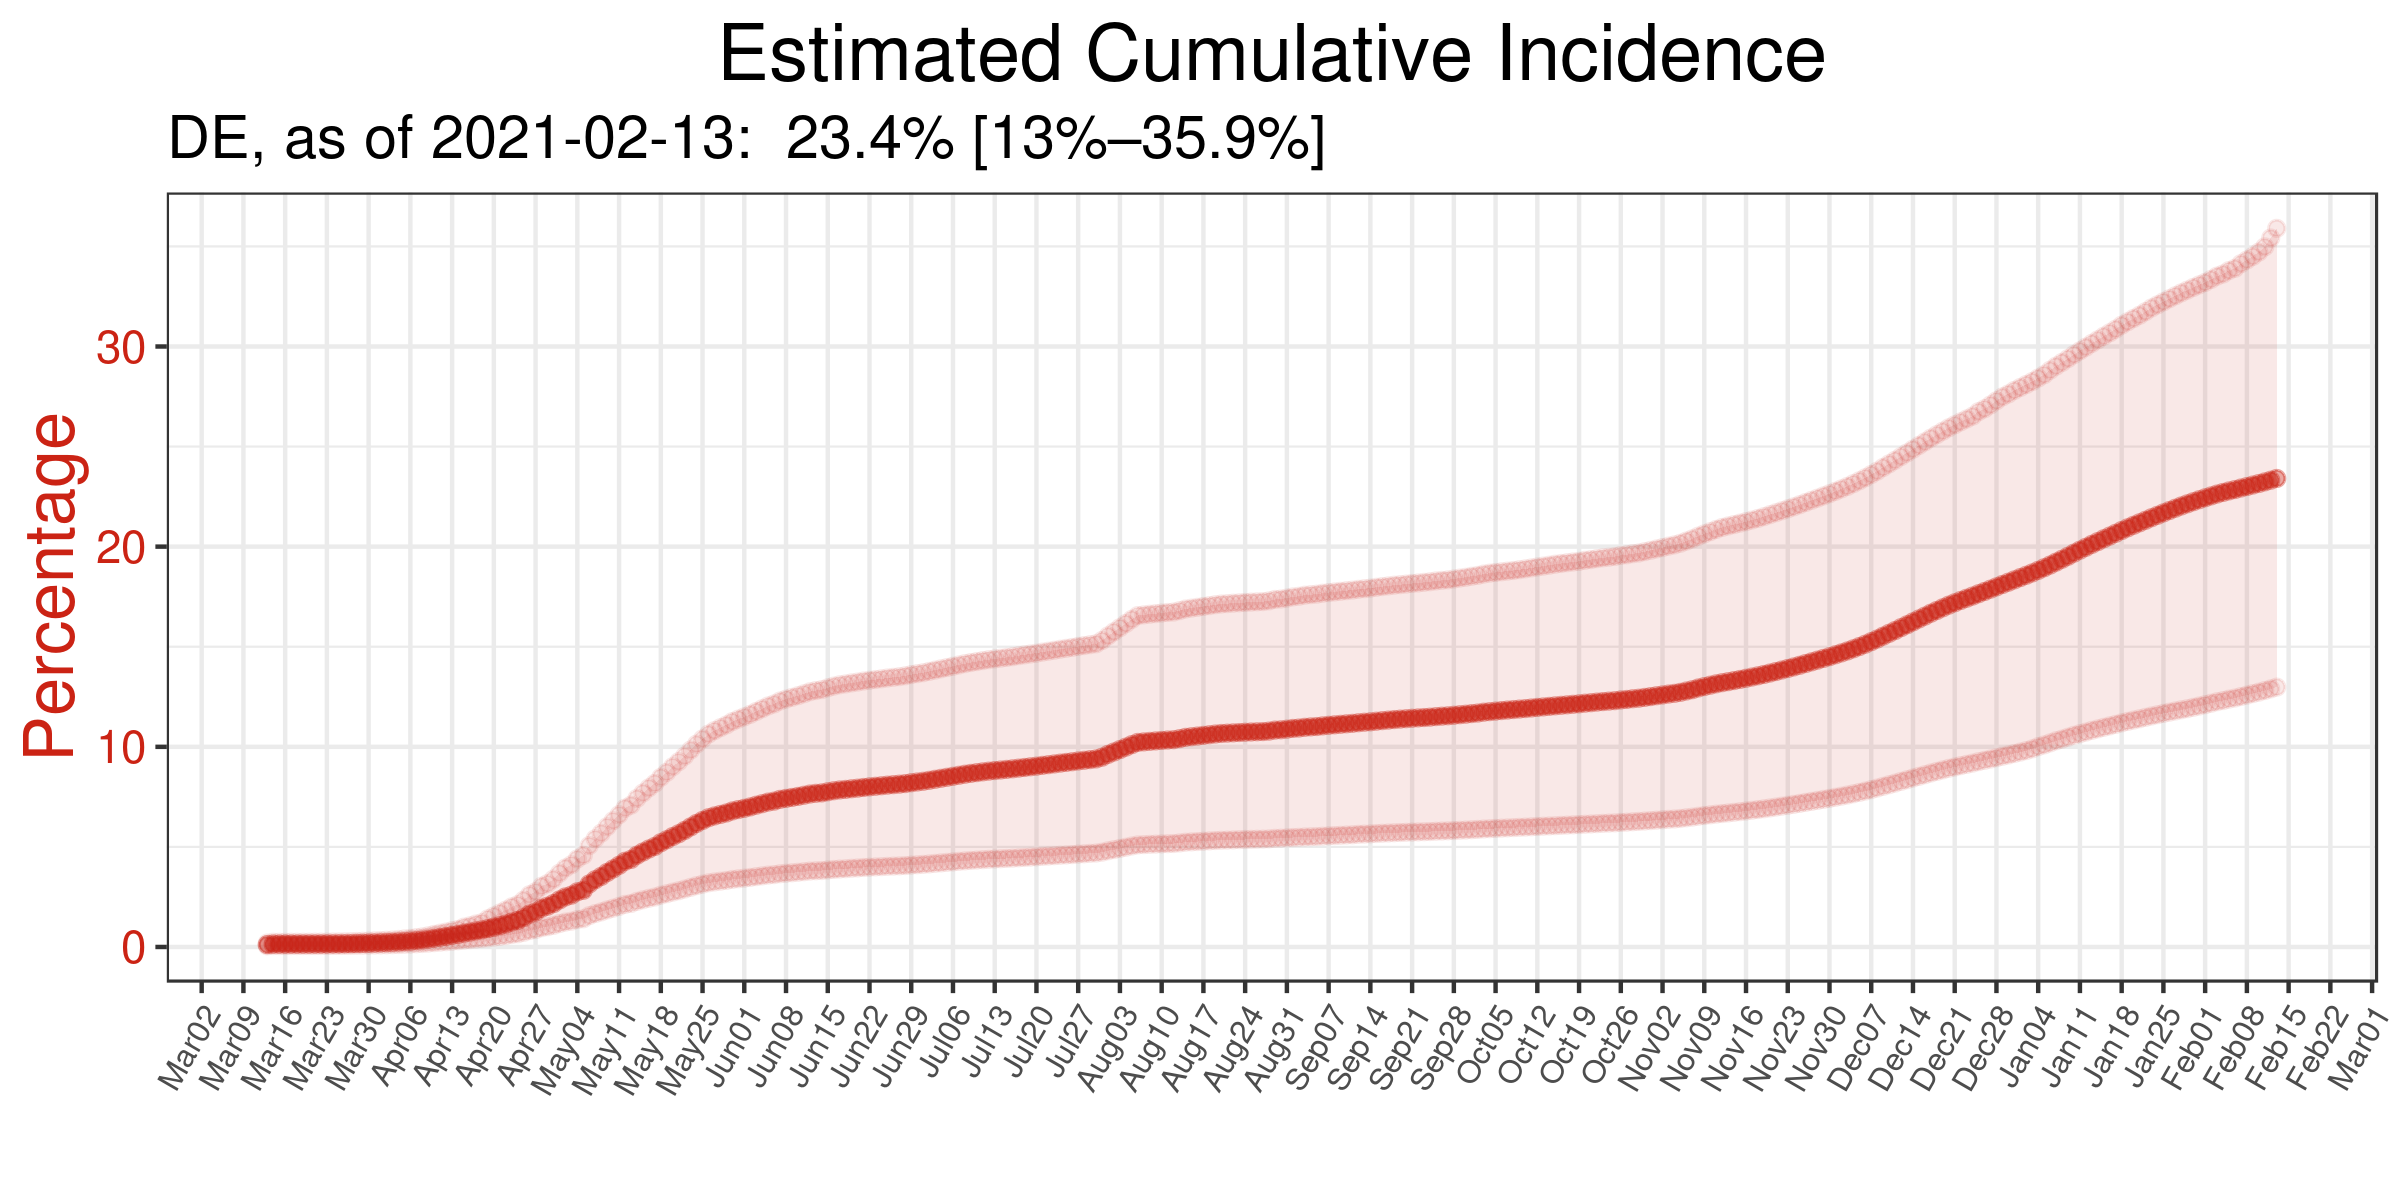 Estimated Cumulative Incidence
DE, as of 2021-02-13:  23.4% [13%–35.9%]
Percentage
30
20
10
0
Mar02 Mar09 Mar16 Mar23 Mar30 Apr06 Apr13 Apr20 Apr27 May04 May11 May18 May25 Jun01 Jun08 Jun15 Jun22 Jun29 Jul06 Jul13 Jul20 Jul27 Aug03 Aug10 Aug17 Aug24 Aug31 Sep07 Sep14 Sep21 Sep28 Oct05 Oct12 Oct19 Oct26 Nov02 Nov09 Nov16 Nov23 Nov30 Dec07 Dec14 Dec21 Dec28 Jan04 Jan11 Jan18 Jan25 Feb01 Feb08 Feb15 Feb22 Mar01